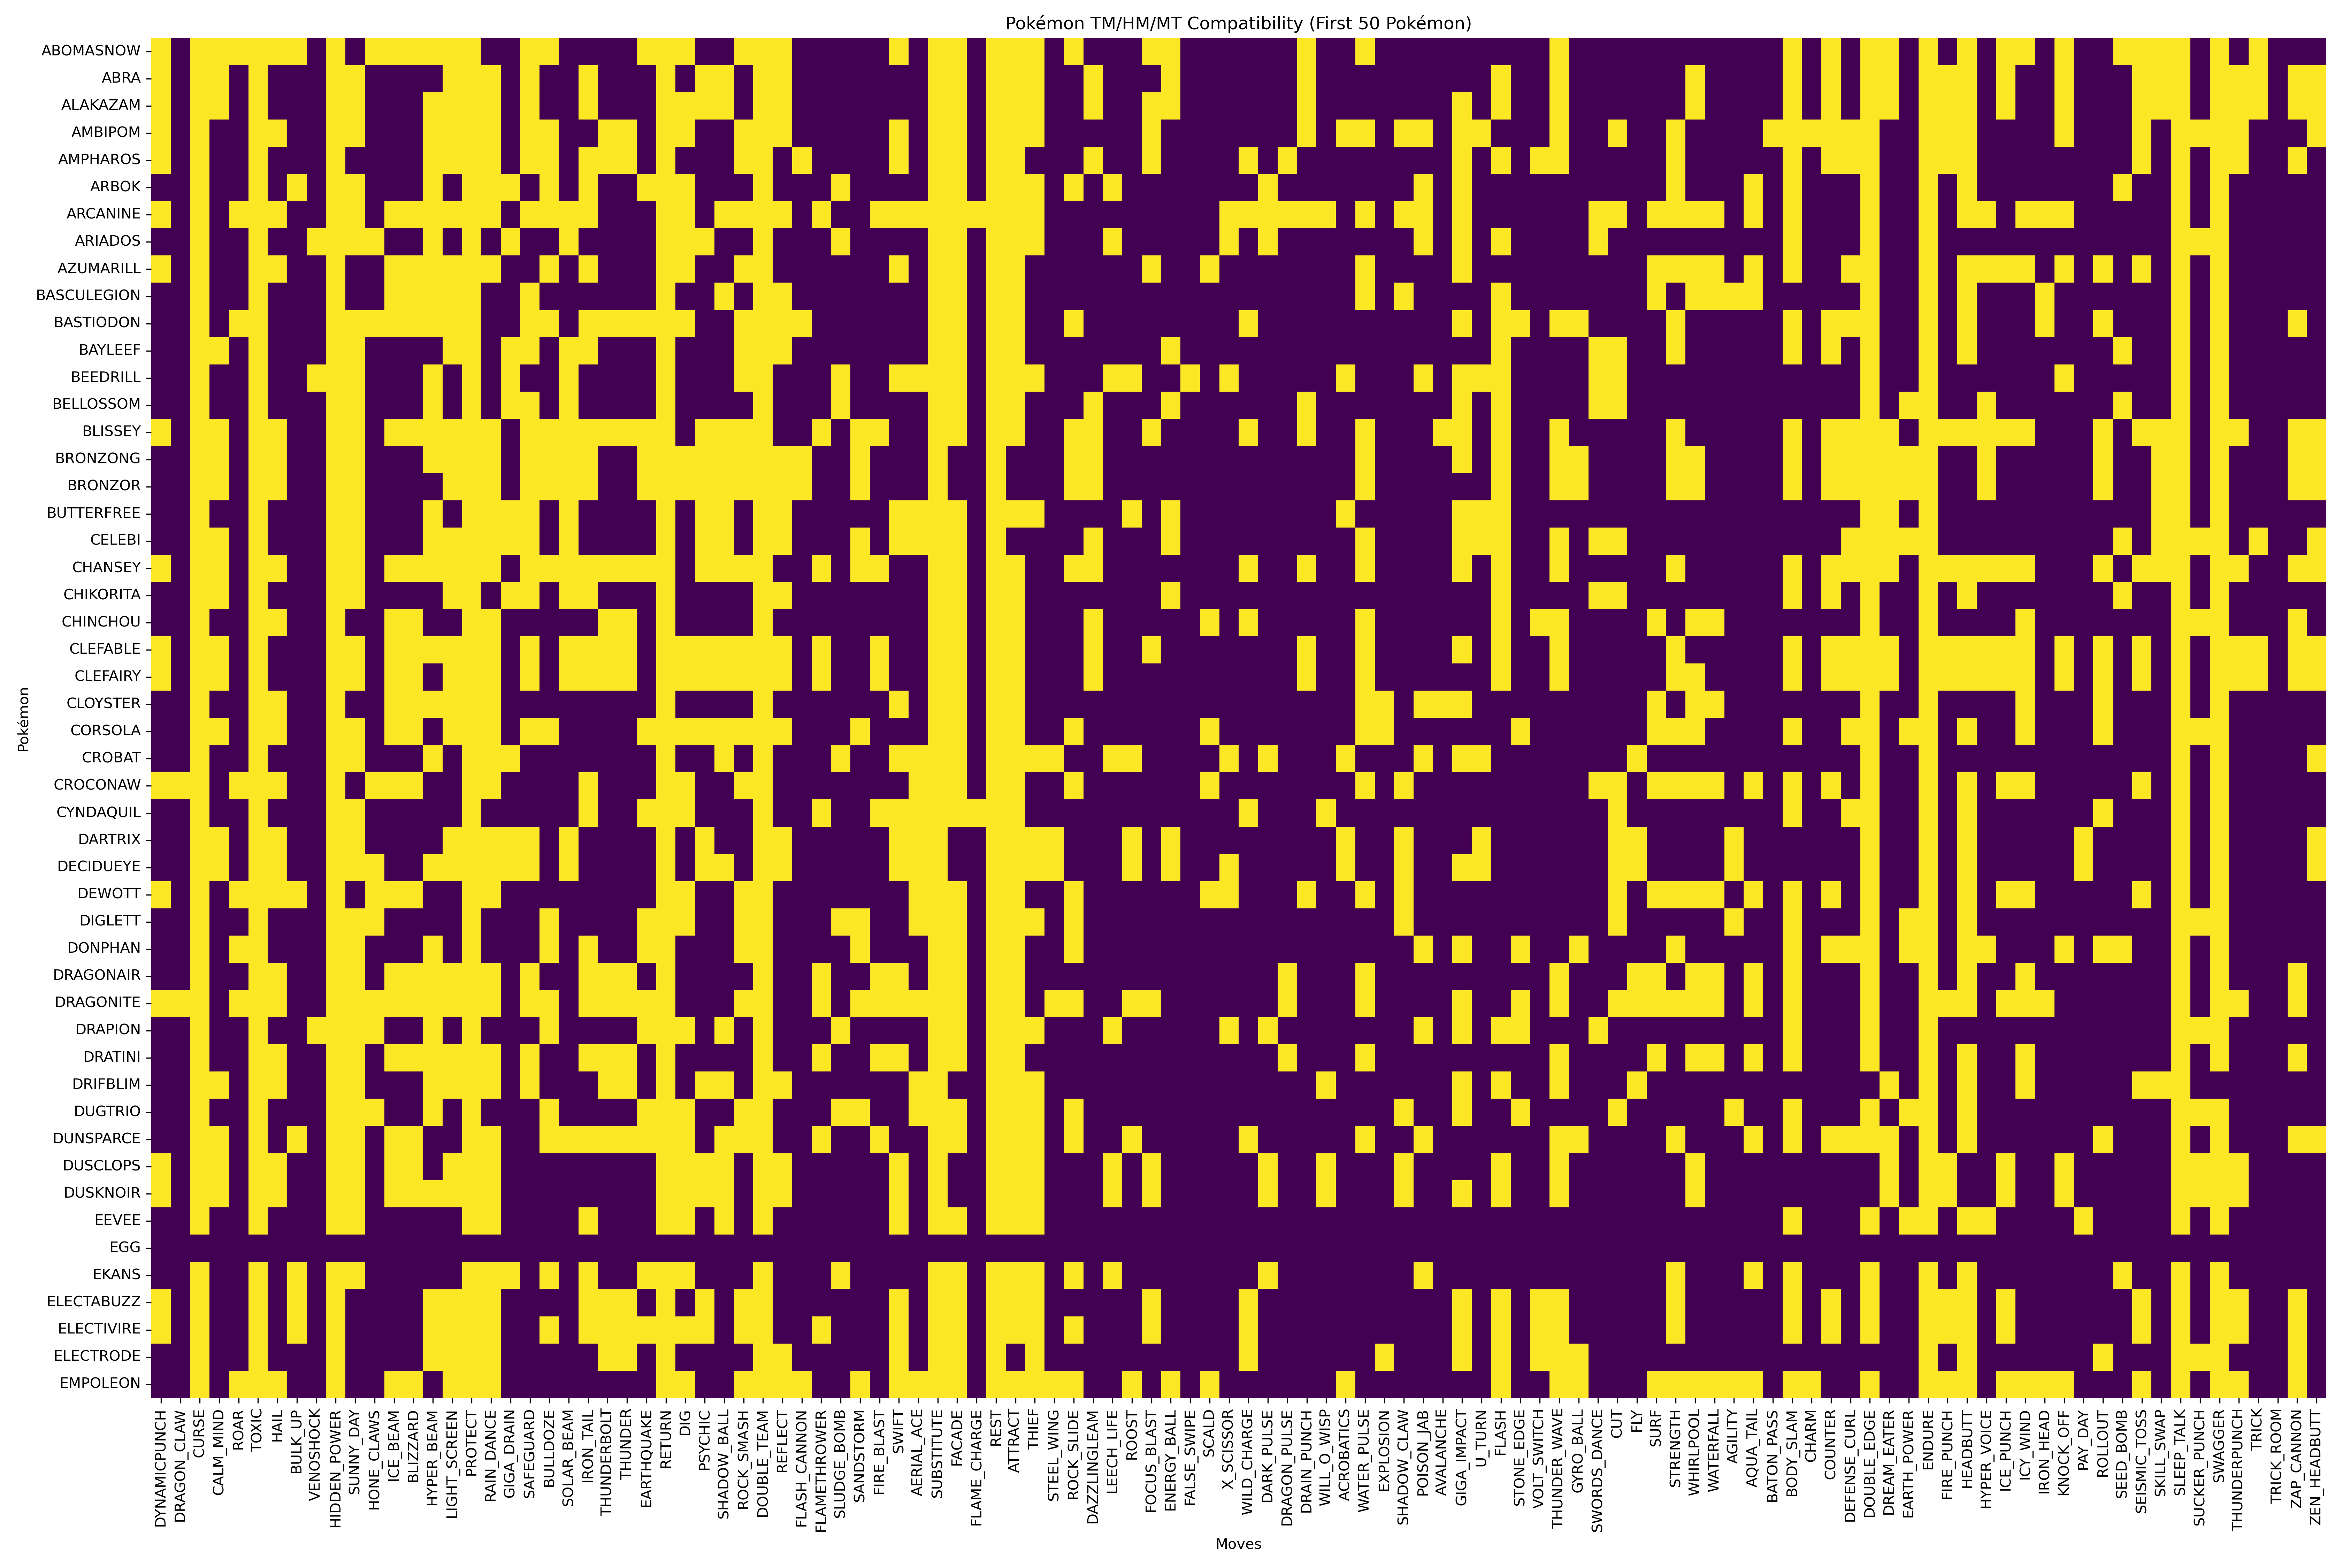 Pokémon TM/HM/MT Compatibility (First 50 Pokémon)
Pokémon
ABOMASNOW
ABRA
ALAKAZAM
AMBIPOM
AMPHAROS
ARBOK
ARCANINE
ARIADOS
AZUMARILL
BASCULEGION
BASTIODON
BAYLEEF
BEEDRILL
BELLOSSOM
BLISSEY
BRONZONG
BRONZOR
BUTTERFREE
CELEBI
CHANSEY
CHIKORITA
CHINCHOU
CLEFABLE
CLEFAIRY
CLOYSTER
CORSOLA
CROBAT
CROCONAW
CYNDAQUIL
DARTRIX
DECIDUEYE
DEWOTT
DIGLETT
DONPHAN
DRAGONAIR
DRAGONITE
DRAPION
DRATINI
DRIFBLIM
DUGTRIO
DUNSPARCE
DUSCLOPS
DUSKNOIR
EEVEE
EGG
EKANS
ELECTABUZZ
ELECTIVIRE
ELECTRODE
EMPOLEON
DYNAMICPUNCH
DRAGON_CLAW
CURSE
CALM_MIND
ROAR
TOXIC
HAIL
BULK_UP
VENOSHOCK
HIDDEN_POWER
SUNNY_DAY
HONE_CLAWS
ICE_BEAM
BLIZZARD
HYPER_BEAM
LIGHT_SCREEN
PROTECT
RAIN_DANCE
GIGA_DRAIN
SAFEGUARD
BULLDOZE
SOLAR_BEAM
IRON_TAIL
THUNDERBOLT
THUNDER
EARTHQUAKE
RETURN
DIG
PSYCHIC
SHADOW_BALL
ROCK_SMASH
DOUBLE_TEAM
REFLECT
FLASH_CANNON
FLAMETHROWER
SLUDGE_BOMB
SANDSTORM
FIRE_BLAST
SWIFT
AERIAL_ACE
SUBSTITUTE
FACADE
FLAME_CHARGE
REST
ATTRACT
THIEF
STEEL_WING
ROCK_SLIDE
DAZZLINGLEAM
LEECH_LIFE
ROOST
FOCUS_BLAST
ENERGY_BALL
FALSE_SWIPE
SCALD
X_SCISSOR
WILD_CHARGE
DARK_PULSE
DRAGON_PULSE
DRAIN_PUNCH
WILL_O_WISP
ACROBATICS
WATER_PULSE
EXPLOSION
SHADOW_CLAW
POISON_JAB
AVALANCHE
GIGA_IMPACT
U_TURN
FLASH
STONE_EDGE
VOLT_SWITCH
THUNDER_WAVE
GYRO_BALL
SWORDS_DANCE
CUT
FLY
SURF
STRENGTH
WHIRLPOOL
WATERFALL
AGILITY
AQUA_TAIL
BATON_PASS
BODY_SLAM
CHARM
COUNTER
DEFENSE_CURL
DOUBLE_EDGE
DREAM_EATER
EARTH_POWER
ENDURE
FIRE_PUNCH
HEADBUTT
HYPER_VOICE
ICE_PUNCH
ICY_WIND
IRON_HEAD
KNOCK_OFF
PAY_DAY
ROLLOUT
SEED_BOMB
SEISMIC_TOSS
SKILL_SWAP
SLEEP_TALK
SUCKER_PUNCH
SWAGGER
THUNDERPUNCH
TRICK
TRICK_ROOM
ZAP_CANNON
ZEN_HEADBUTT
Moves